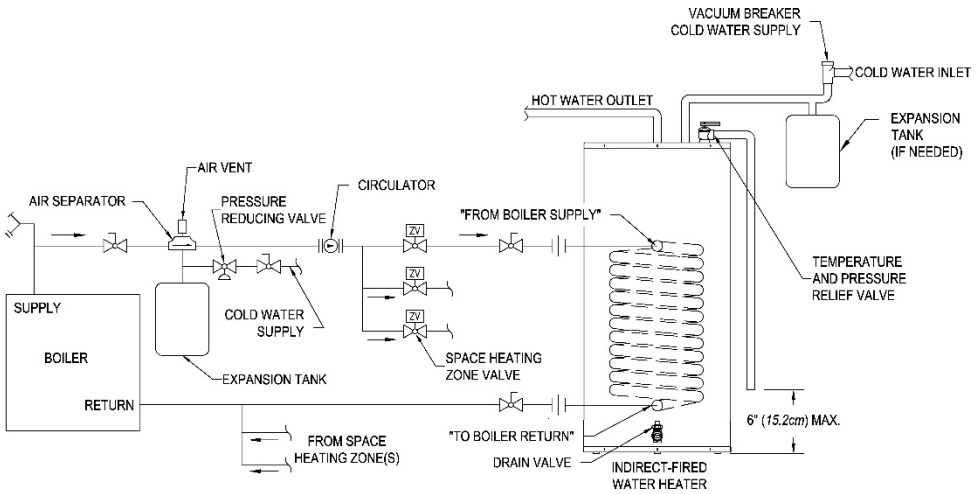 VACUUM BREAKER
COLD WATER SUPPLY
COLD WATER INLET
HOT WATER OUTLET
EXPANSION
TANK
(IF NEEDED)
AIR VENT
AIR SEPARATOR
PRESSURE
REDUCING VALVE
CIRCULATOR
"FROM BOILER SUPPLY"
ZV
ZV
ZV
TEMPERATURE
AND PRESSURE
RELIEF VALVE
SUPPLY
COLD WATER
SUPPLY
BOILER
SPACE HEATING
ZONE VALVE
EXPANSION TANK
RETURN
6" (15.2cm) MAX.
FROM SPACE
HEATING ZONE(S)
"TO BOILER RETURN"
DRAIN VALVE
INDIRECT-FIRED
WATER HEATER